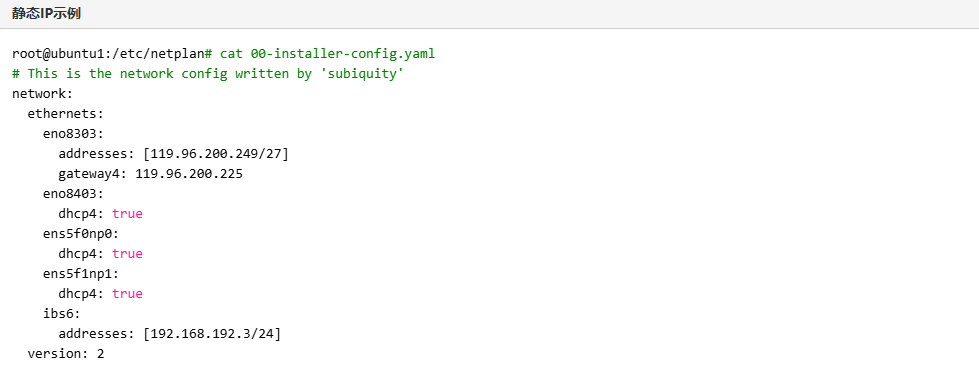 静态IP示例
root@ubuntu1:/etc/netplan# cat 00-installer-config.yaml
# This is the network config written by 'subiquity'
network:
  ethernets:
    eno8303:
      addresses: [119.96.200.249/27]
      gateway4: 119.96.200.225
    eno8403:
      dhcp4: true
    ens5f0np0:
      dhcp4: true
    ens5f1np1:
      dhcp4: true
    ibs6:
      addresses: [192.168.192.3/24]
  version: 2